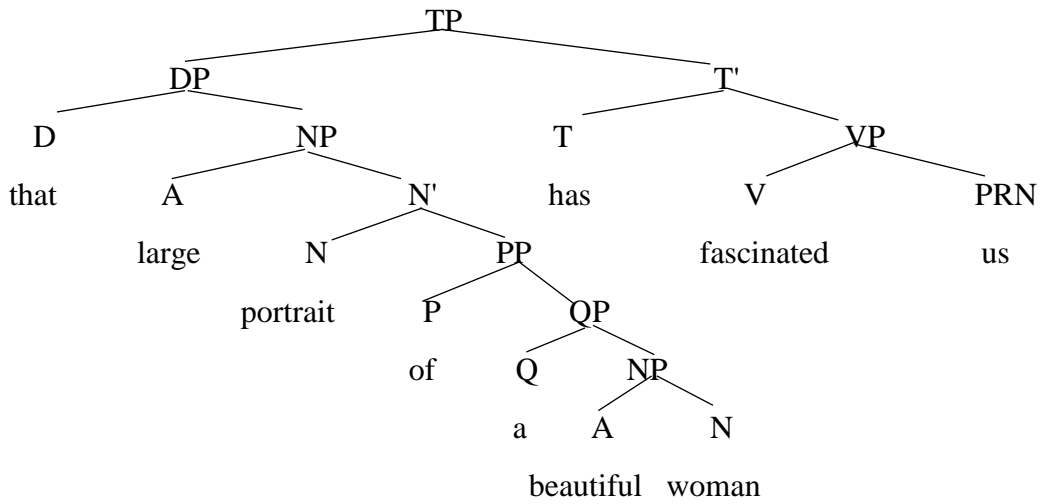 TP
DP T'
D NP T VP
that A N' has V PRN
large N PP fascinated us
portrait P QP
of Q NP
a A N
beautiful woman